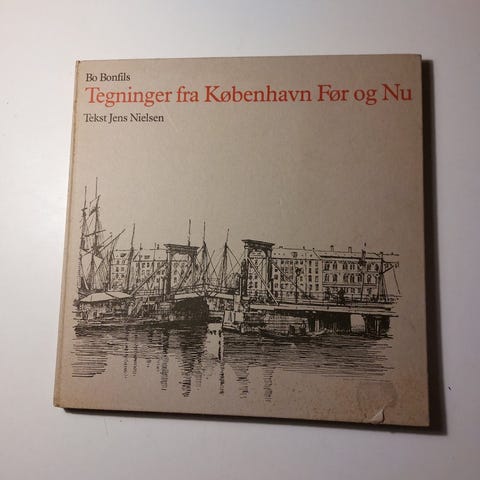 Bo Bonfils
Tegninger fra København Før og Nu
Tekst Jens Nielsen